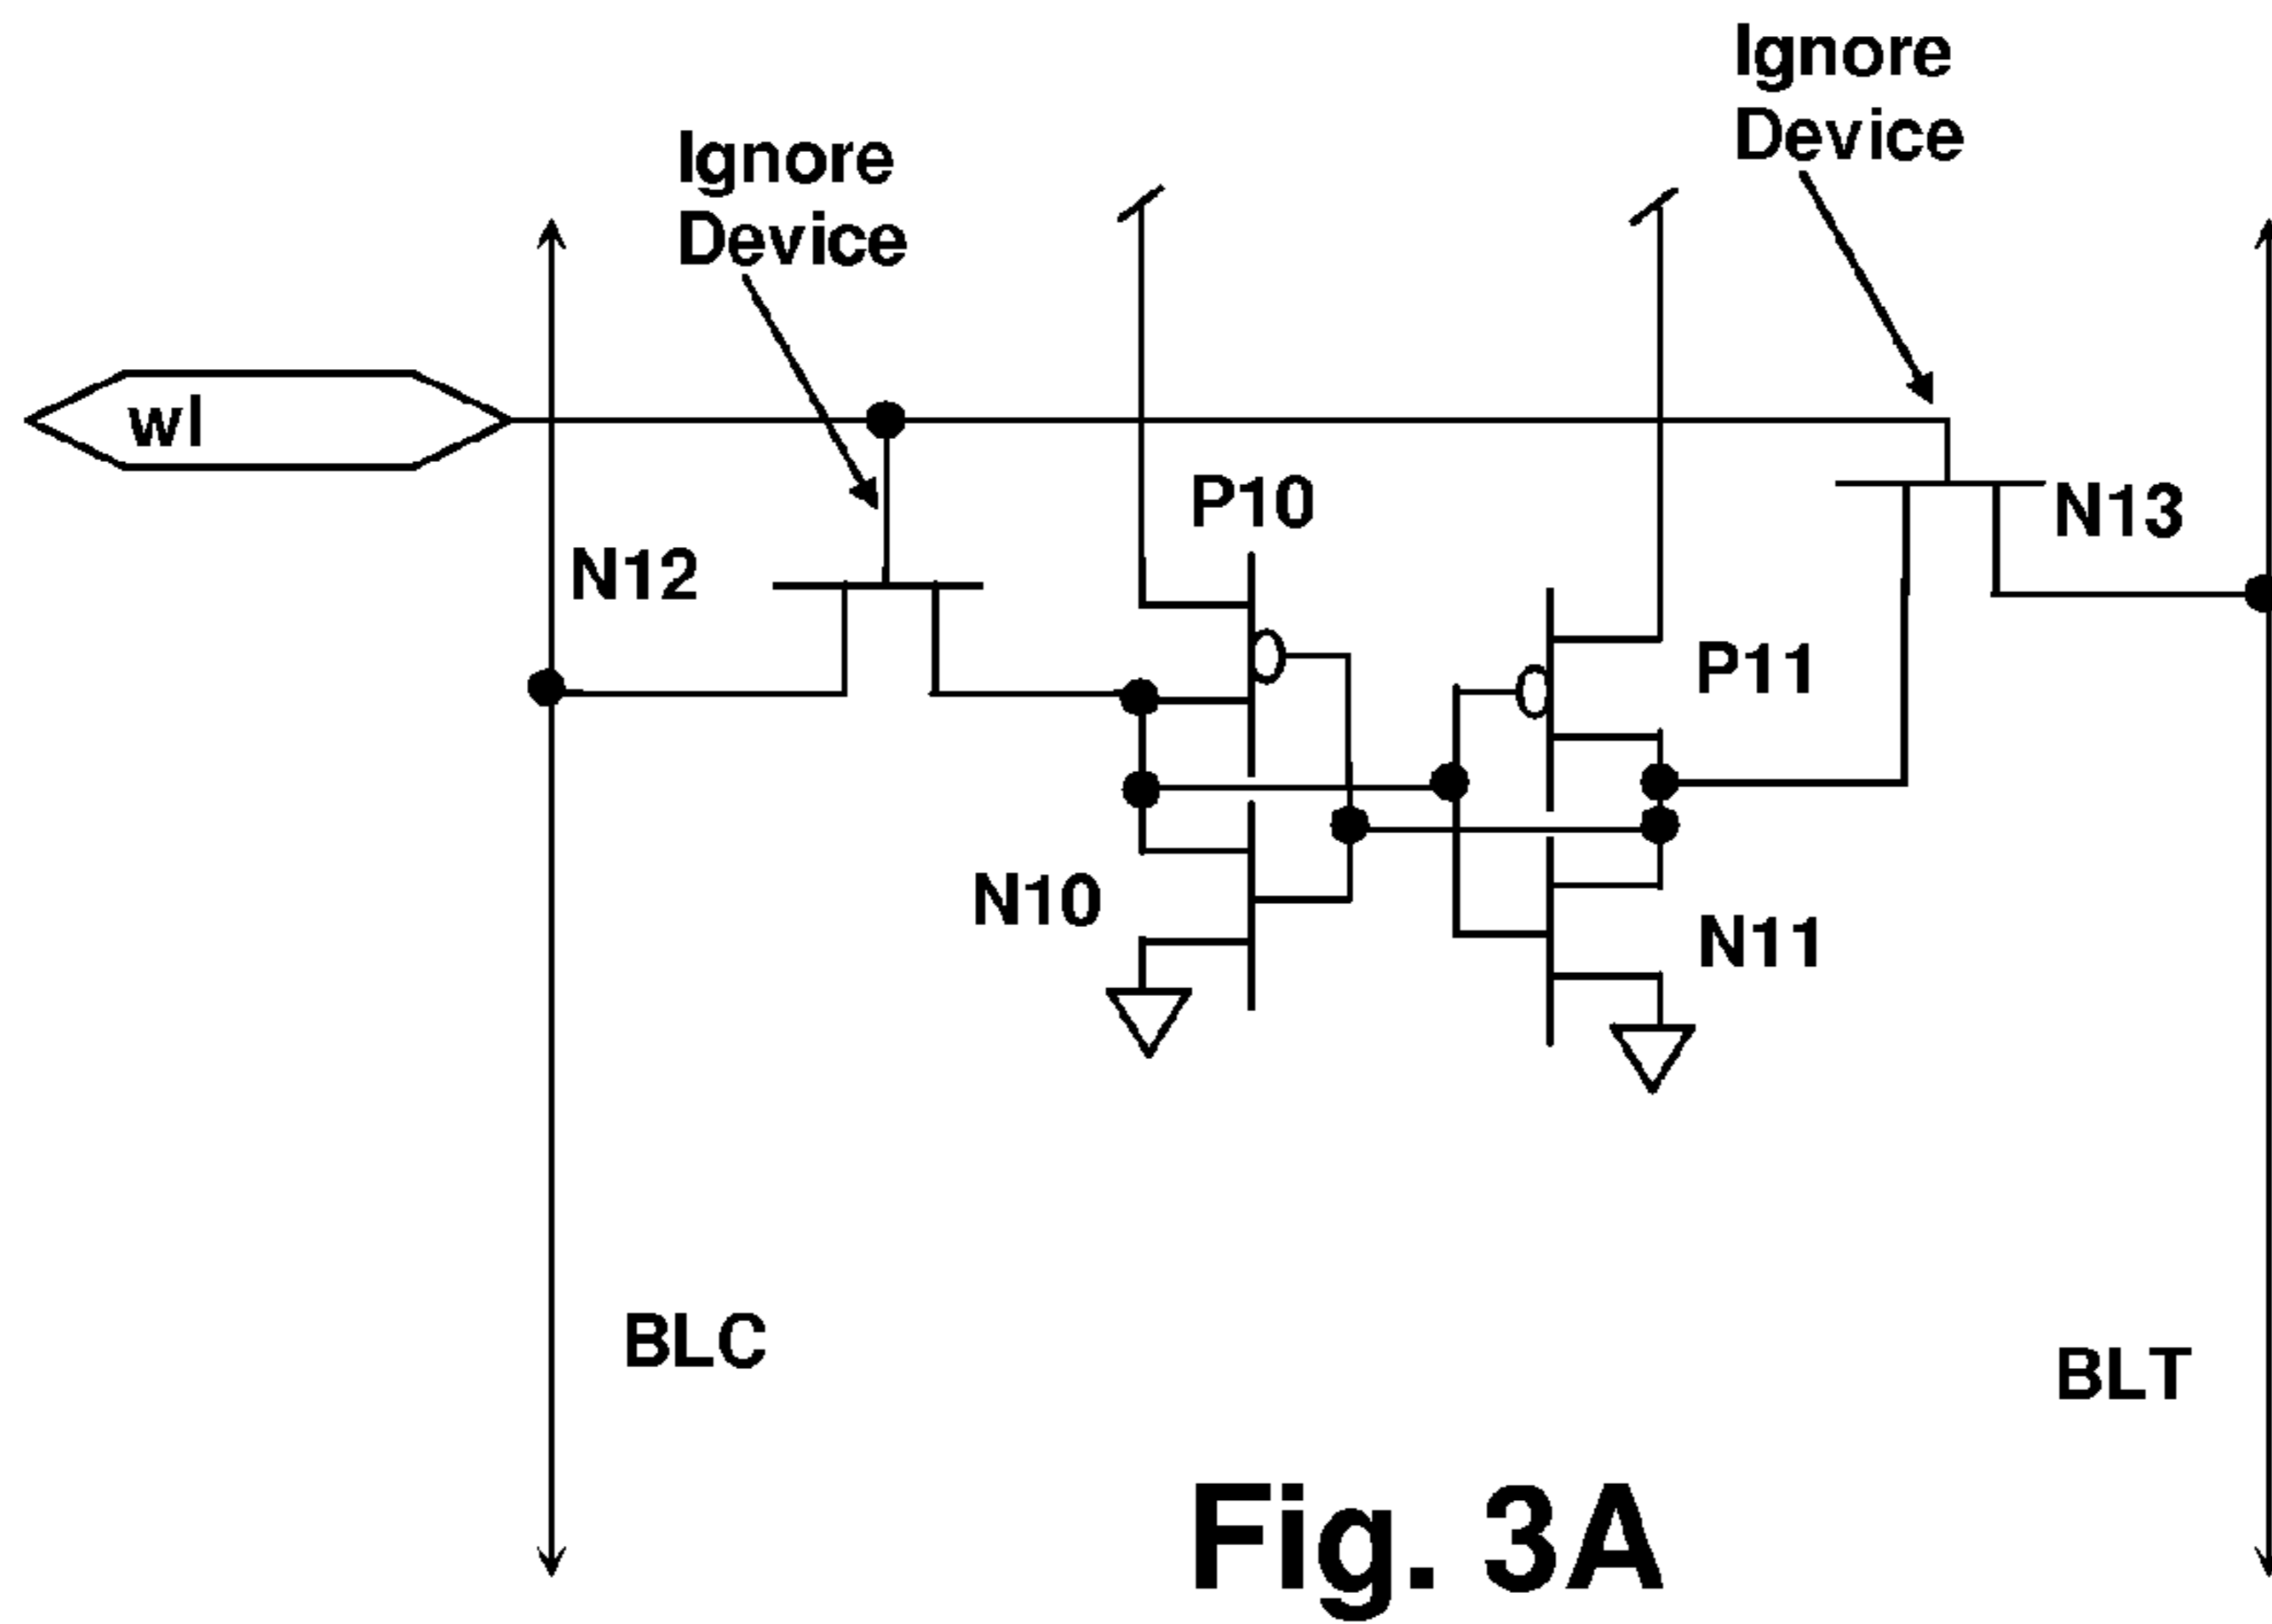 Ignore
Device
Ignore
Device
wl
P10
N13
N12
P11
N10
N11
BLC
BLT
Fig. 3A